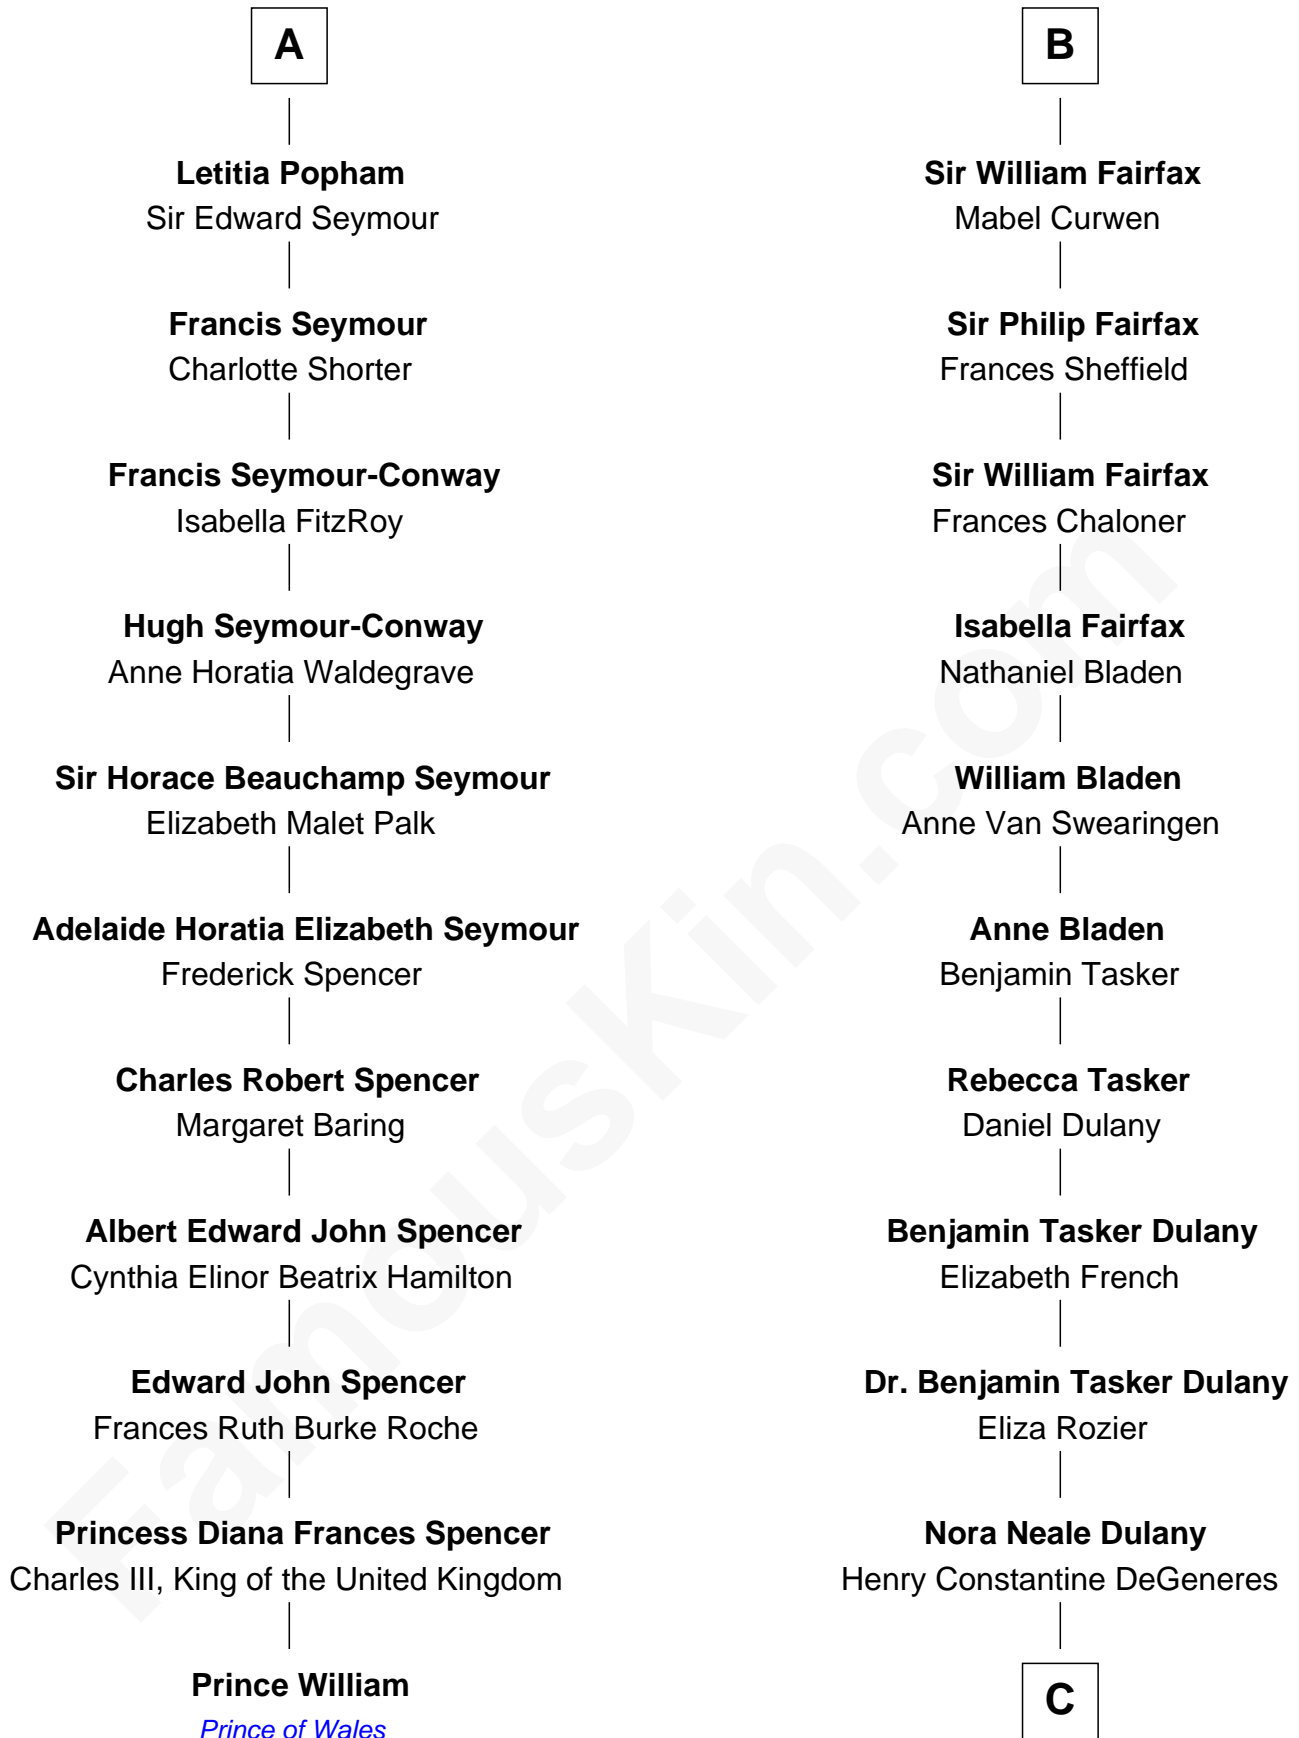 A
Letitia Popham
Sir Edward Seymour
Francis Seymour
Charlotte Shorter
Francis Seymour-Conway
Isabella FitzRoy
Hugh Seymour-Conway
Anne Horatia Waldegrave
Sir Horace Beauchamp Seymour
Elizabeth Malet Palk
Adelaide Horatia Elizabeth Seymour
Frederick Spencer
Charles Robert Spencer
Margaret Baring
Albert Edward John Spencer
Cynthia Elinor Beatrix Hamilton
Edward John Spencer
Frances Ruth Burke Roche
Princess Diana Frances Spencer
Charles III, King of the United Kingdom
Prince William
Prince of Wales
B
Sir William Fairfax
Mabel Curwen
Sir Philip Fairfax
Frances Sheffield
Sir William Fairfax
Frances Chaloner
Isabella Fairfax
Nathaniel Bladen
William Bladen
Anne Van Swearingen
Anne Bladen
Benjamin Tasker
Rebecca Tasker
Daniel Dulany
Benjamin Tasker Dulany
Elizabeth French
Dr. Benjamin Tasker Dulany
Eliza Rozier
Nora Neale Dulany
Henry Constantine DeGeneres
C
FamousKin.com